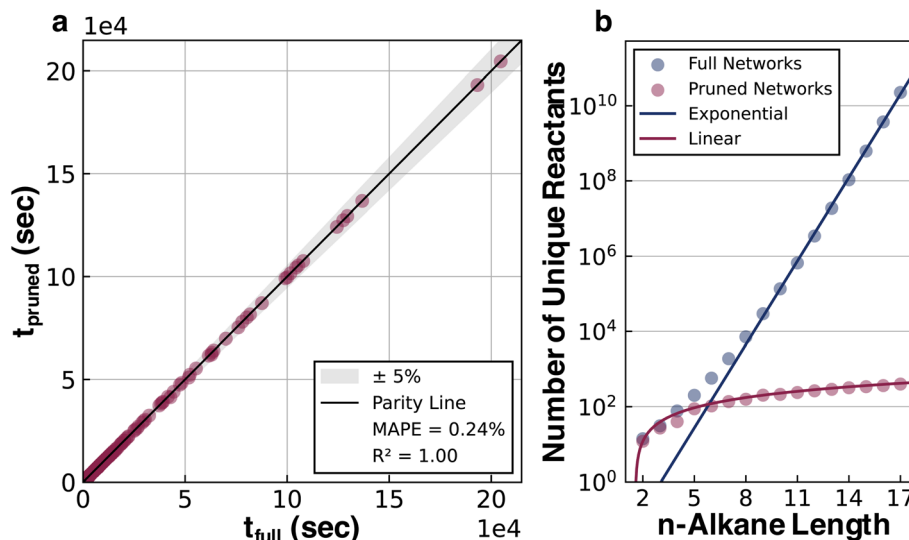 a
1e4
20
15
10
5
0
t_pruned (sec)
± 5%
Parity Line
MAPE = 0.24%
R² = 1.00
0
5
10
15
20
1e4
t_full (sec)
b
Number of Unique Reactants
10^10
10^8
10^6
10^4
10^2
10^0
Full Networks
Pruned Networks
Exponential
Linear
2
5
8
11
14
17
n-Alkane Length